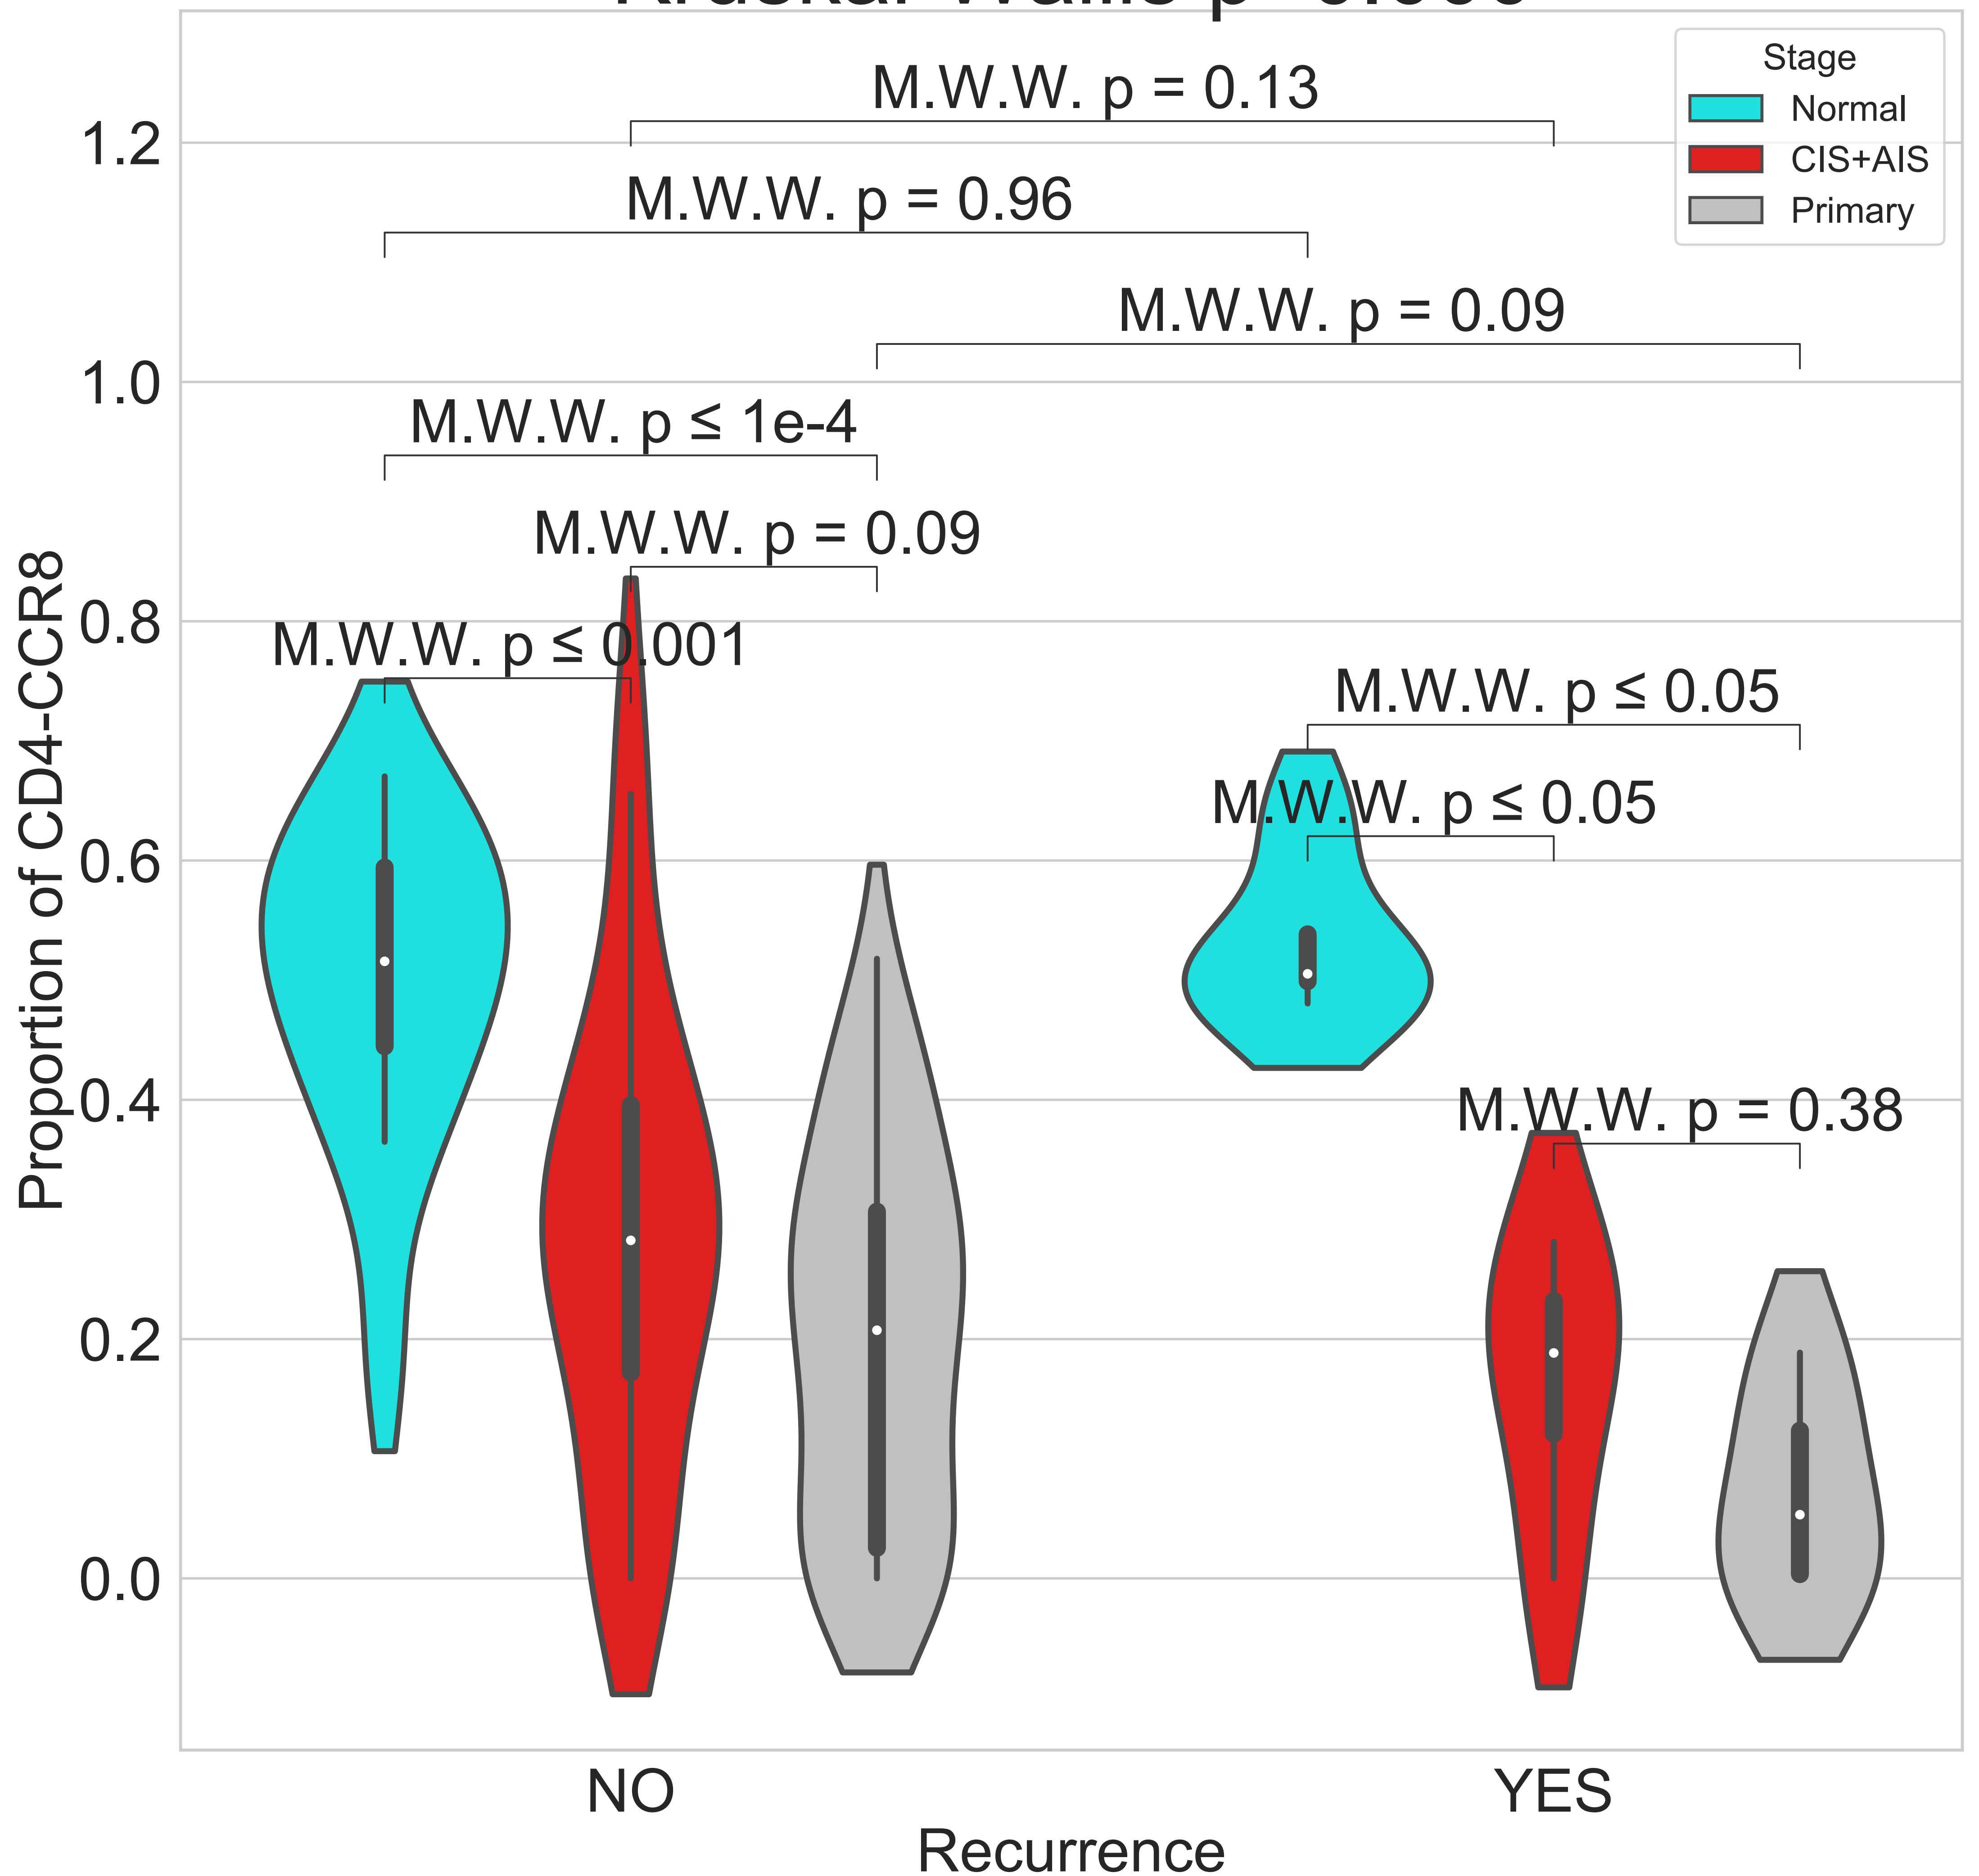 Stage
Normal
CIS+AIS
Primary
M.W.W. p = 0.13
M.W.W. p = 0.96
M.W.W. p = 0.09
M.W.W. p ≤ 1e-4
M.W.W. p = 0.09
M.W.W. p ≤ 0.001
M.W.W. p ≤ 0.05
M.W.W. p ≤ 0.05
M.W.W. p = 0.38
1.2
1.0
0.8
0.6
0.4
0.2
0.0
Proportion of CD4-CCR8
NO
YES
Recurrence